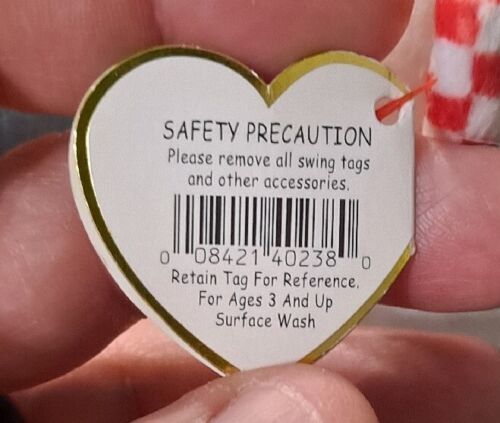 SAFETY PRECAUTION
Please remove all swing tags
and other accessories.
0 08421 40238 0
Retain Tag For Reference.
For Ages 3 And Up
Surface Wash